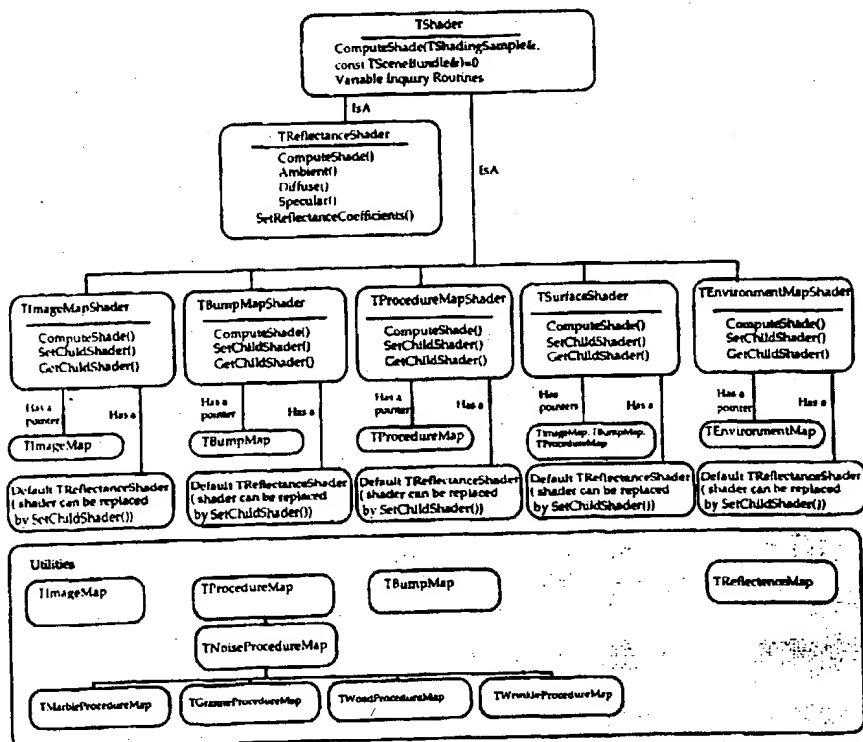 TShader
ComputeShade(TShadingSample&,
const TSceneBundle&)=0
Variable Inquiry Routines
IsA
TReflectanceShader
ComputeShade()
Ambient()
Diffuse()
Specular()
SetReflectanceCoefficients()
IsA
TImageMapShader
ComputeShade()
SetChildShader()
GetChildShader()
TBumpMapShader
ComputeShade()
SetChildShader()
GetChildShader()
TProcedureMapShader
ComputeShade()
SetChildShader()
GetChildShader()
TSurfaceShader
ComputeShade()
SetChildShader()
GetChildShader()
TEnvironmentMapShader
ComputeShade()
SetChildShader()
GetChildShader()
Has a
pointer
Has a
TImageMap
Has a
pointer
Has a
TBumpMap
Has a
pointer
Has a
TProcedureMap
Has
pointers
Has a
TImageMap, TBumpMap,
TProcedureMap
Has a
pointer
Has a
TEnvironmentMap
Default TReflectanceShader
( shader can be replaced
by SetChildShader())
Default TReflectanceShader
( shader can be replaced
by SetChildShader())
Default TReflectanceShader
( shader can be replaced
by SetChildShader())
Default TReflectanceShader
( shader can be replaced
by SetChildShader())
Default TReflectanceShader
( shader can be replaced
by SetChildShader())
Utilities
TImageMap
TProcedureMap
TBumpMap
TReflectenceMap
TNoiseProcedureMap
TMarbleProcedureMap
TWoodProcedureMap
TWrinkleProcedureMap